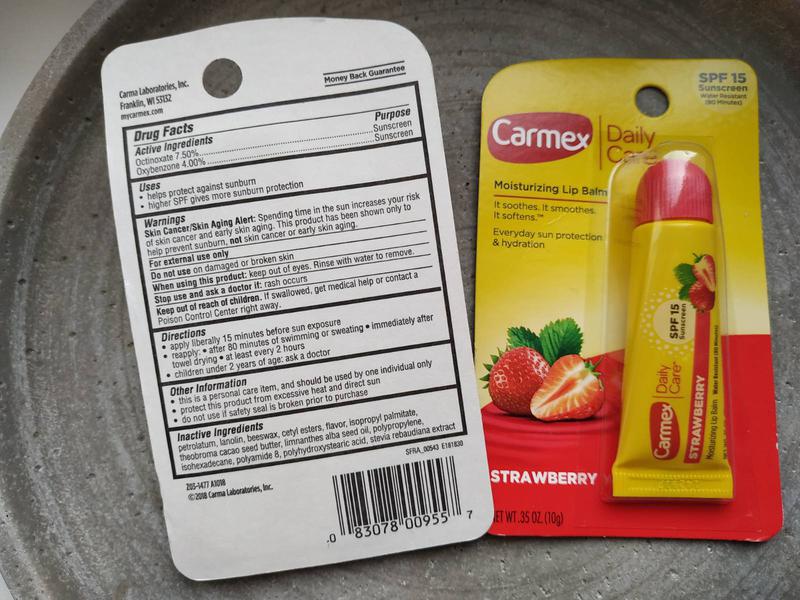 Carma Laboratories, Inc.
Franklin, WI 53132
mycarmex.com
Money Back Guarantee
Drug Facts
Active Ingredients Purpose
Octinoxate 7.50%..........Sunscreen
Oxybenzone 4.00%..........Sunscreen
Uses
• helps protect against sunburn
• higher SPF gives more sunburn protection
Warnings
Skin Cancer/Skin Aging Alert: Spending time in the sun increases your risk
of skin cancer and early skin aging. This product has been shown only to
help prevent sunburn, not skin cancer or early skin aging.
For external use only
Do not use on damaged or broken skin
When using this product: keep out of eyes. Rinse with water to remove.
Stop use and ask a doctor if: rash occurs
Keep out of reach of children. If swallowed, get medical help or contact a
Poison Control Center right away.
Directions
• apply liberally 15 minutes before sun exposure
• reapply: • after 80 minutes of swimming or sweating • immediately after
towel drying • at least every 2 hours
• children under 2 years of age: ask a doctor
Other Information
• this is a personal care item, and should be used by one individual only
• protect this product from excessive heat and direct sun
• do not use if safety seal is broken prior to purchase
Inactive Ingredients
petrolatum, lanolin, beeswax, cetyl esters, flavor, isopropyl palmitate,
theobroma cacao seed butter, limnanthes alba seed oil, polypropylene,
isohexadecane, polyamide 8, polyhydroxystearic acid, stevia rebaudiana extract
SFRA_00543 E181830
203-1477 A1018
©2018 Carma Laboratories, Inc.
0 83078 00955 7
SPF 15
Sunscreen
Water Resistant
(80 Minutes)
Carmex
Daily
Care
Moisturizing Lip Balm
It soothes. It smoothes.
It softens.™
Everyday sun protection
& hydration
STRAWBERRY
NET WT .35 OZ. (10g)
SPF 15
Sunscreen
Carmex
Daily
Care
STRAWBERRY
Moisturizing Lip Balm Water Resistant (80 Minutes)